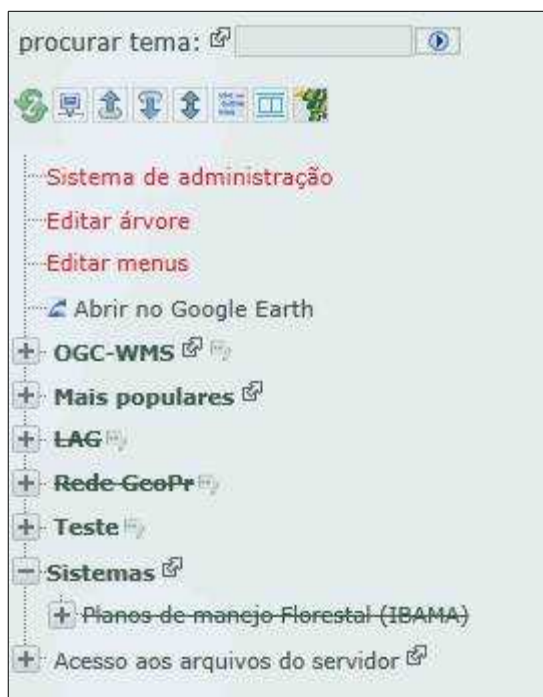 procurar tema:
Sistema de administração
Editar árvore
Editar menus
Abrir no Google Earth
OGC-WMS
Mais populares
LAG
Rede GeoPr
Teste
Sistemas
Planos de manejo Florestal (IBAMA)
Acesso aos arquivos do servidor